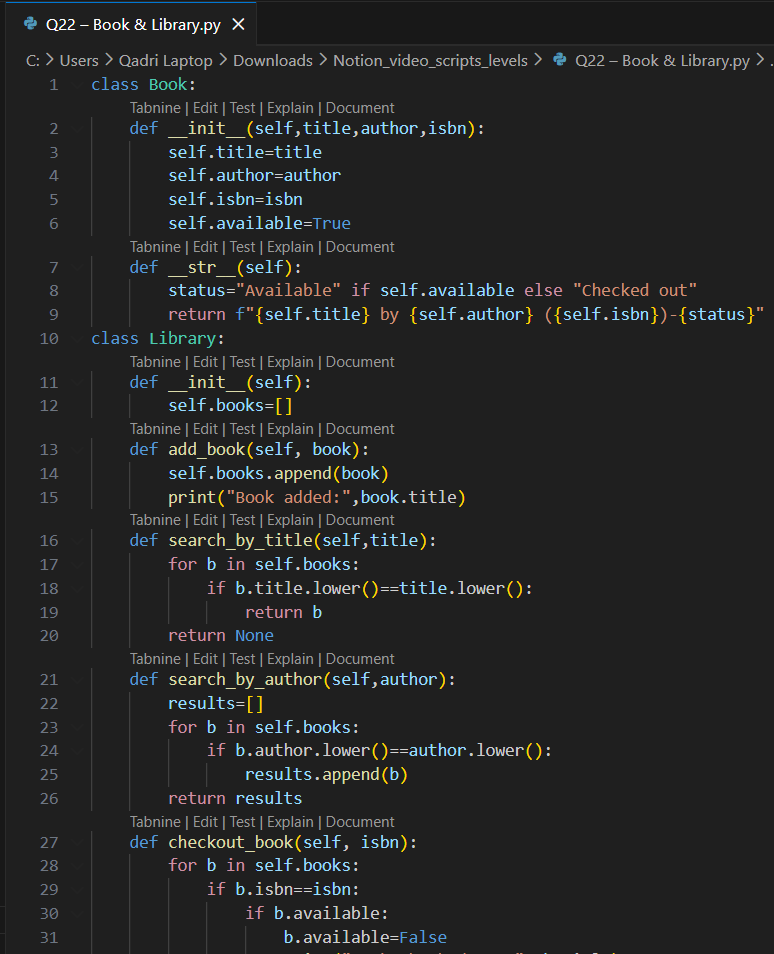 Q22 – Book & Library.py ×
C: > Users > Qadri Laptop > Downloads > Notion_video_scripts_levels > Q22 – Book & Library.py > .
1 class Book:
Tabnine | Edit | Test | Explain | Document
2     def __init__(self,title,author,isbn):
3         self.title=title
4         self.author=author
5         self.isbn=isbn
6         self.available=True
Tabnine | Edit | Test | Explain | Document
7     def __str__(self):
8         status="Available" if self.available else "Checked out"
9         return f"{self.title} by {self.author} ({self.isbn})-{status}"
10 class Library:
Tabnine | Edit | Test | Explain | Document
11     def __init__(self):
12         self.books=[]
Tabnine | Edit | Test | Explain | Document
13     def add_book(self, book):
14         self.books.append(book)
15         print("Book added:",book.title)
Tabnine | Edit | Test | Explain | Document
16     def search_by_title(self,title):
17         for b in self.books:
18             if b.title.lower()==title.lower():
19                 return b
20         return None
Tabnine | Edit | Test | Explain | Document
21     def search_by_author(self,author):
22         results=[]
23         for b in self.books:
24             if b.author.lower()==author.lower():
25                 results.append(b)
26         return results
Tabnine | Edit | Test | Explain | Document
27     def checkout_book(self, isbn):
28         for b in self.books:
29             if b.isbn==isbn:
30                 if b.available:
31                     b.available=False